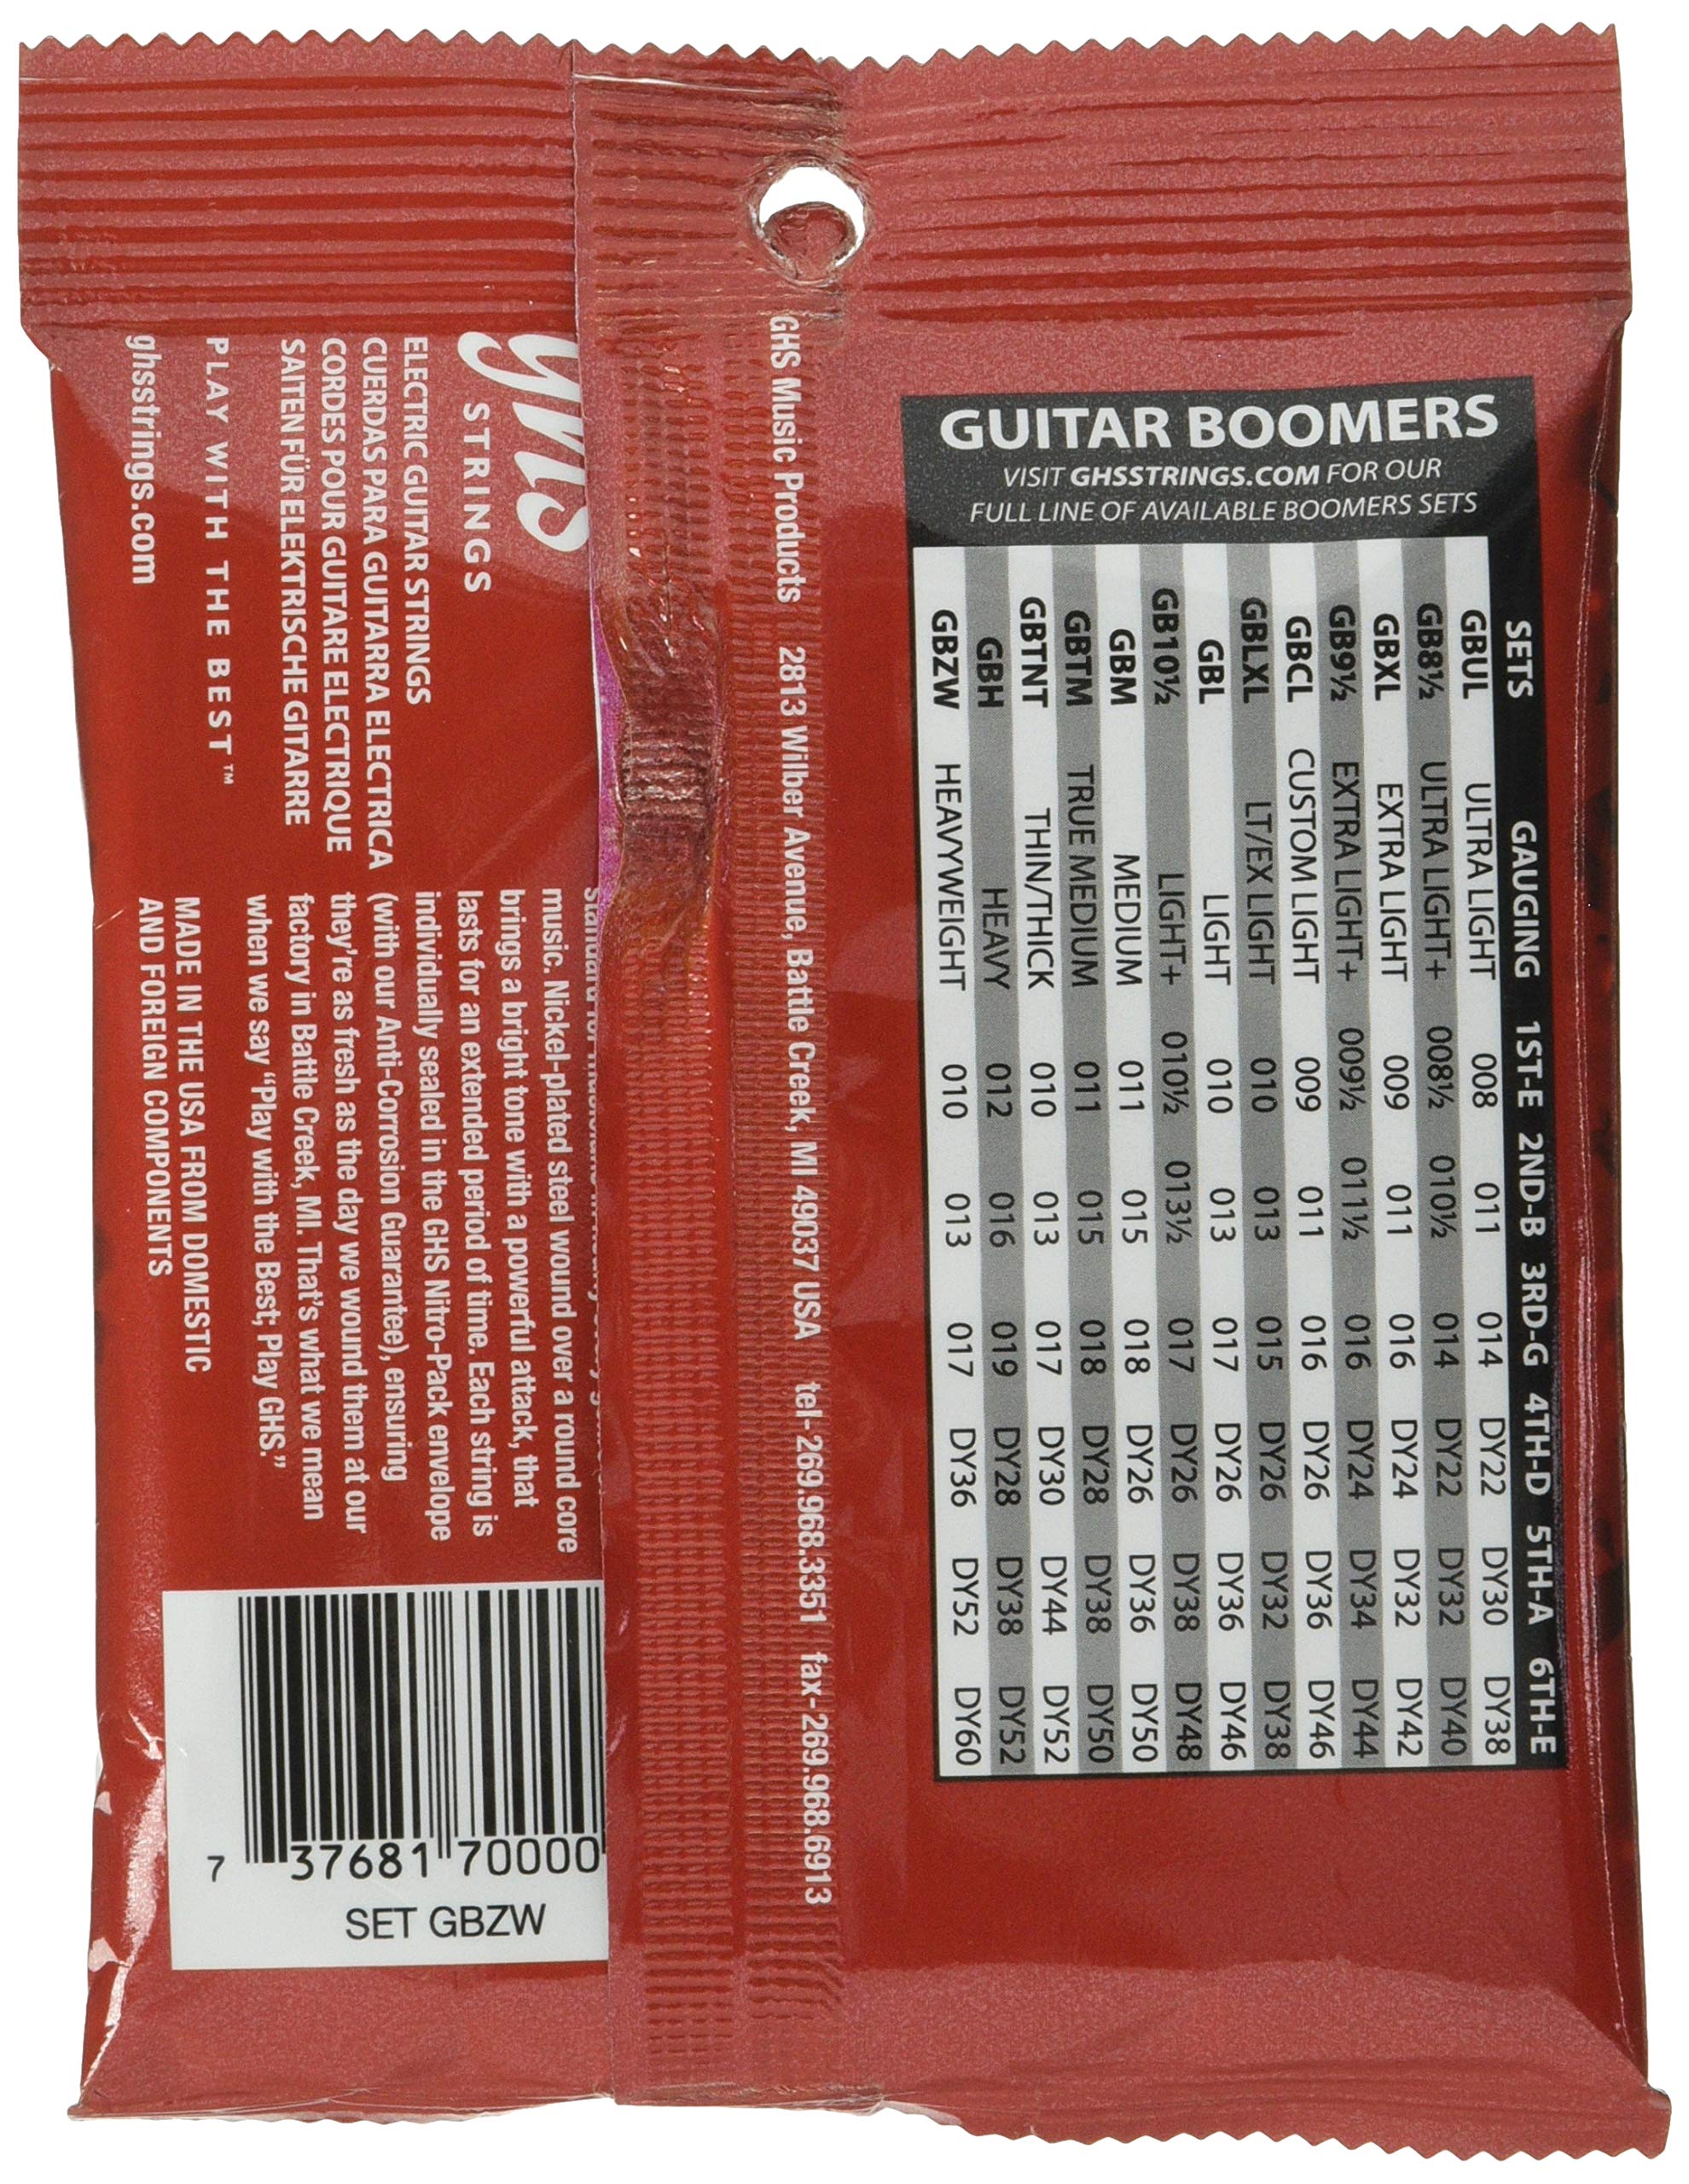 GUITAR BOOMERS
VISIT GHSSTRINGS.COM FOR OUR
FULL LINE OF AVAILABLE BOOMERS SETS
SETS GAUGING 1ST-E 2ND-B 3RD-G 4TH-D 5TH-A 6TH-E
GBUL ULTRA LIGHT 008 011 014 DY22 DY30 DY38
GB8½ ULTRA LIGHT+ 008½ 010½ 014 DY22 DY32 DY40
GBXL EXTRA LIGHT 009 011 016 DY24 DY32 DY42
GB9½ EXTRA LIGHT+ 009½ 011½ 016 DY24 DY34 DY44
GBCL CUSTOM LIGHT 009 011 016 DY26 DY36 DY46
GBLXL LT/EX LIGHT 010 013 015 DY26 DY32 DY38
GBL LIGHT 010 013 017 DY26 DY36 DY46
GB10½ LIGHT+ 010½ 013½ 017 DY26 DY38 DY48
GBM MEDIUM 011 015 018 DY26 DY36 DY50
GBTM TRUE MEDIUM 011 015 018 DY28 DY38 DY50
GBTNT THIN/THICK 010 013 017 DY30 DY44 DY52
GBH HEAVY 012 016 019 DY28 DY38 DY52
GBZW HEAVYWEIGHT 010 013 017 DY36 DY52 DY60
GHS Music Products 2813 Wilber Avenue, Battle Creek, MI 49037 USA tel-269.968.3351 fax-269.968.6913
ghs
STRINGS
ELECTRIC GUITAR STRINGS
CUERDAS PARA GUITARRA ELECTRICA
CORDES POUR GUITARE ELECTRIQUE
SAITEN FÜR ELEKTRISCHE GITARRE
PLAY WITH THE BEST™
ghsstrings.com
music. Nickel-plated steel wound over a round core
brings a bright tone with a powerful attack, that
lasts for an extended period of time. Each string is
individually sealed in the GHS Nitro-Pack envelope
(with our Anti-Corrosion Guarantee), ensuring
they're as fresh as the day we wound them at our
factory in Battle Creek, MI. That's what we mean
when we say “Play with the Best; Play GHS.”
MADE IN THE USA FROM DOMESTIC
AND FOREIGN COMPONENTS
7 37681 70000
SET GBZW